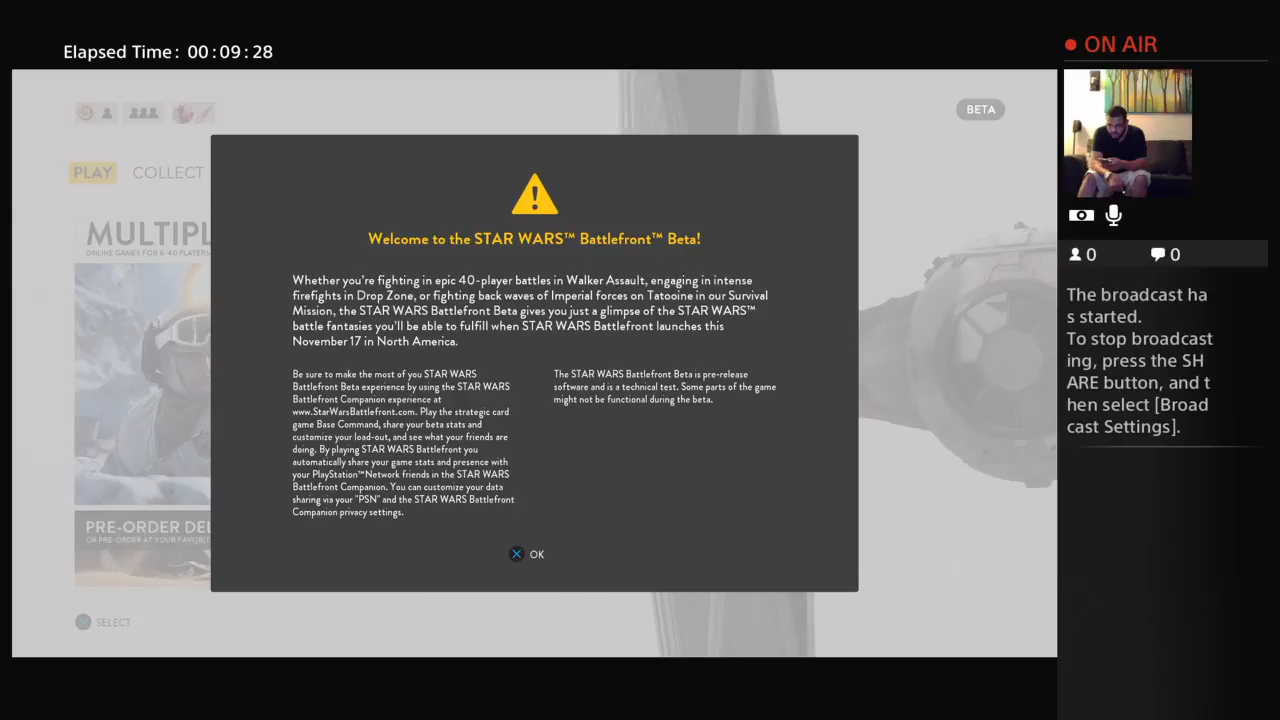 Elapsed Time: 00:09:28
ON AIR
BETA
PLAY COLLECT
MULTIPL
ONLINE GAMES FOR 6-40 PLAYERS
PRE-ORDER DEL
OR PRE-ORDER AT YOUR FAVORIT
SELECT
Welcome to the STAR WARS™ Battlefront™ Beta!
Whether you're fighting in epic 40-player battles in Walker Assault, engaging in intense
firefights in Drop Zone, or fighting back waves of Imperial forces on Tatooine in our Survival
Mission, the STAR WARS Battlefront Beta gives you just a glimpse of the STAR WARS™
battle fantasies you'll be able to fulfill when STAR WARS Battlefront launches this
November 17 in North America.
Be sure to make the most of you STAR WARS
Battlefront Beta experience by using the STAR WARS
Battlefront Companion experience at
www.StarWarsBattlefront.com. Play the strategic card
game Base Command, share your beta stats and
customize your load-out, and see what your friends are
doing. By playing STAR WARS Battlefront you
automatically share your game stats and presence with
your PlayStation™Network friends in the STAR WARS
Battlefront Companion. You can customize your data
sharing via your "PSN" and the STAR WARS Battlefront
Companion privacy settings.
The STAR WARS Battlefront Beta is pre-release
software and is a technical test. Some parts of the game
might not be functional during the beta.
OK
0 0
The broadcast ha
s started.
To stop broadcast
ing, press the SH
ARE button, and t
hen select [Broad
cast Settings].